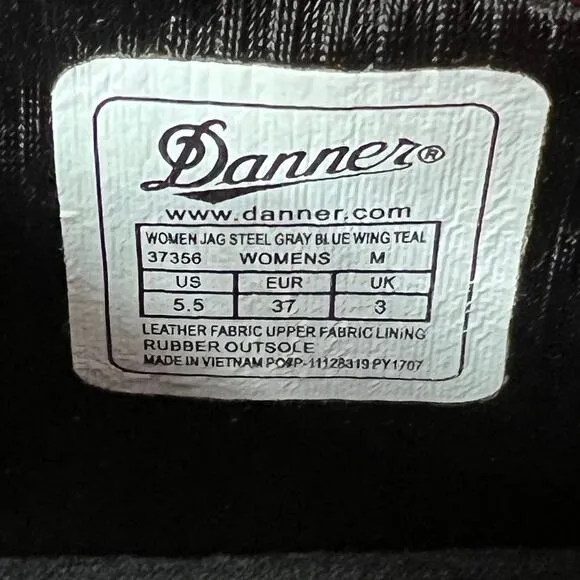 Danner®
www.danner.com
WOMEN JAG STEEL GRAY BLUE WING TEAL
37356 WOMENS M
US EUR UK
5.5 37 3
LEATHER FABRIC UPPER FABRIC LINING
RUBBER OUTSOLE
MADE IN VIETNAM PO#P-11128319 PY1707